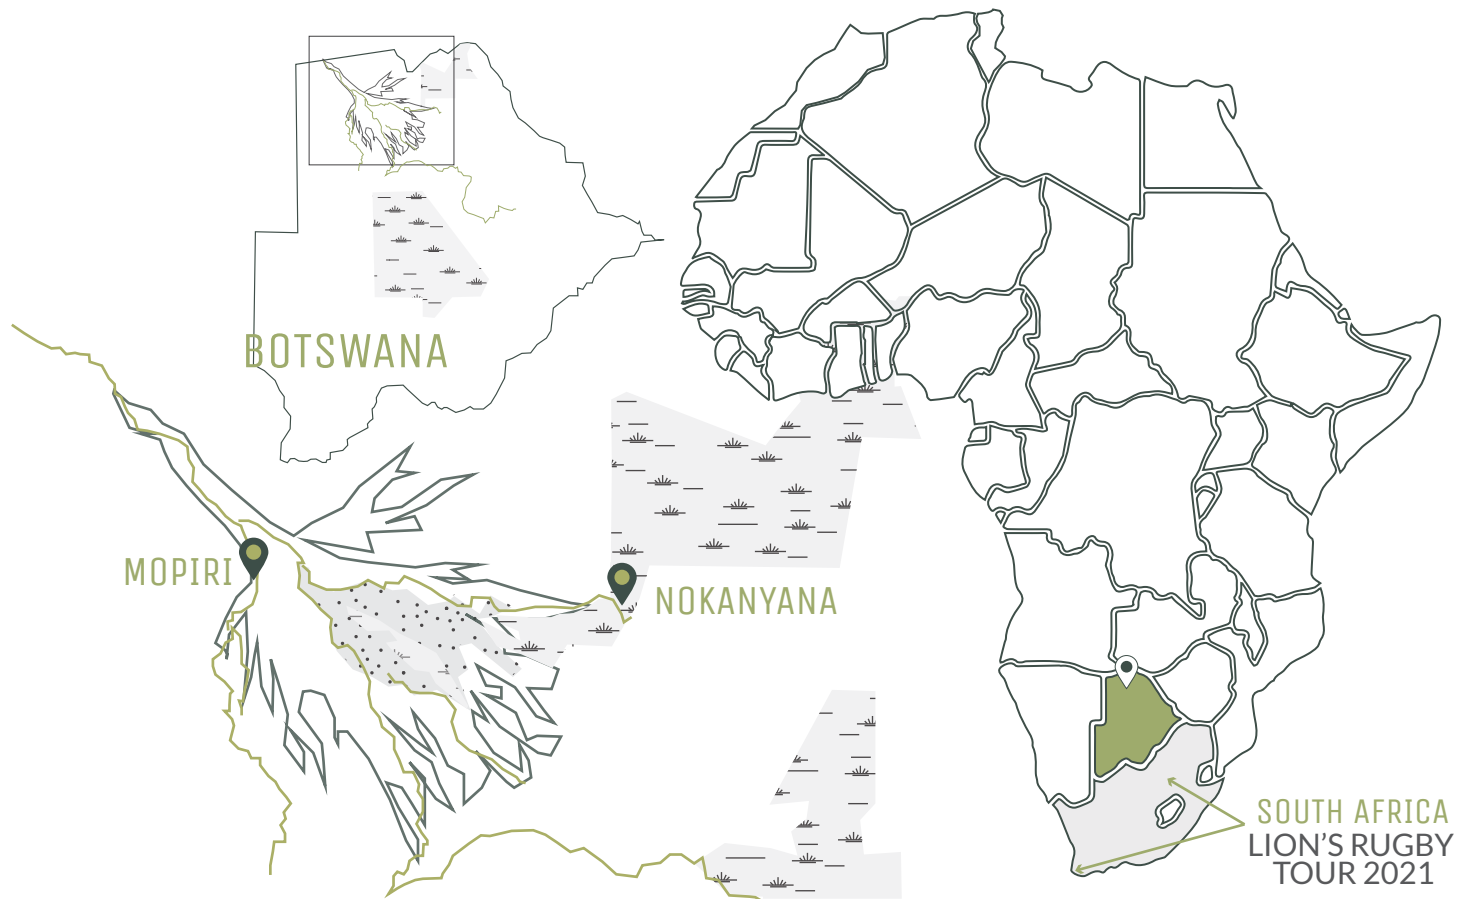 BOTSWANA
MOPIRI
NOKANYANA
SOUTH AFRICA
LION'S RUGBY
TOUR 2021